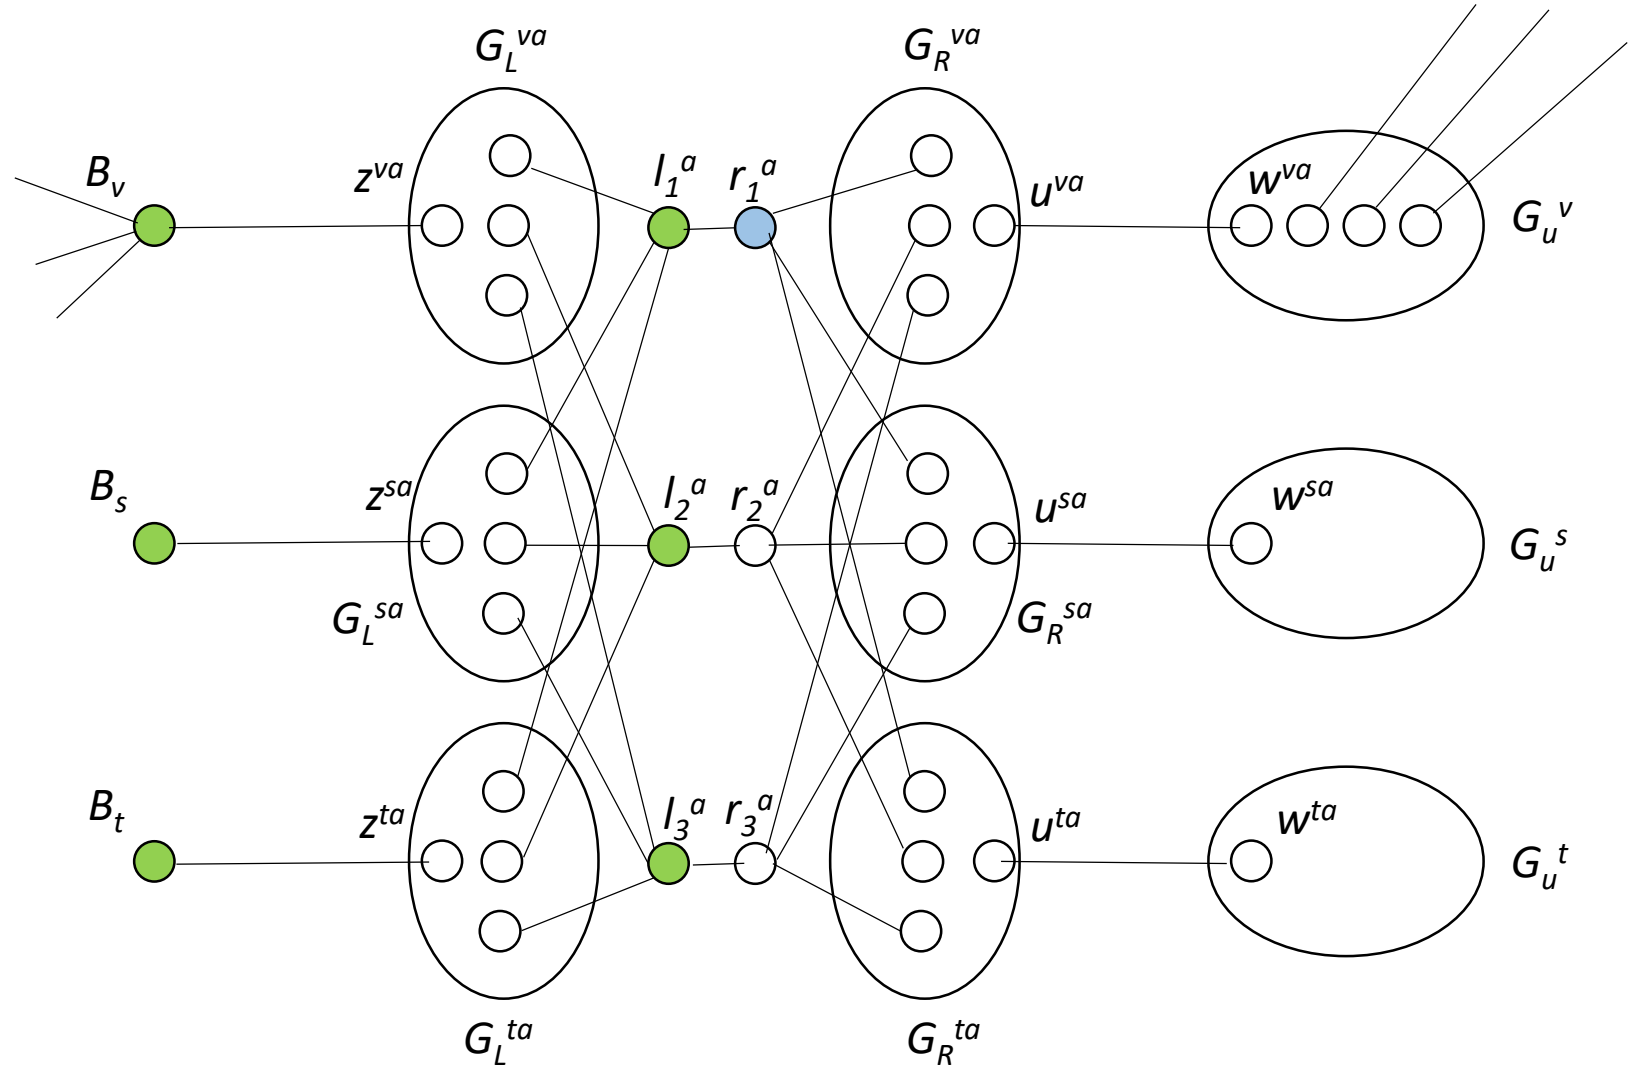 G_L^va
G_R^va
B_v
z^va
l_1^a
r_1^a
u^va
w^va
G_u^v
B_s
z^sa
l_2^a
r_2^a
u^sa
w^sa
G_u^s
G_L^sa
G_R^sa
B_t
z^ta
l_3^a
r_3^a
u^ta
w^ta
G_u^t
G_L^ta
G_R^ta